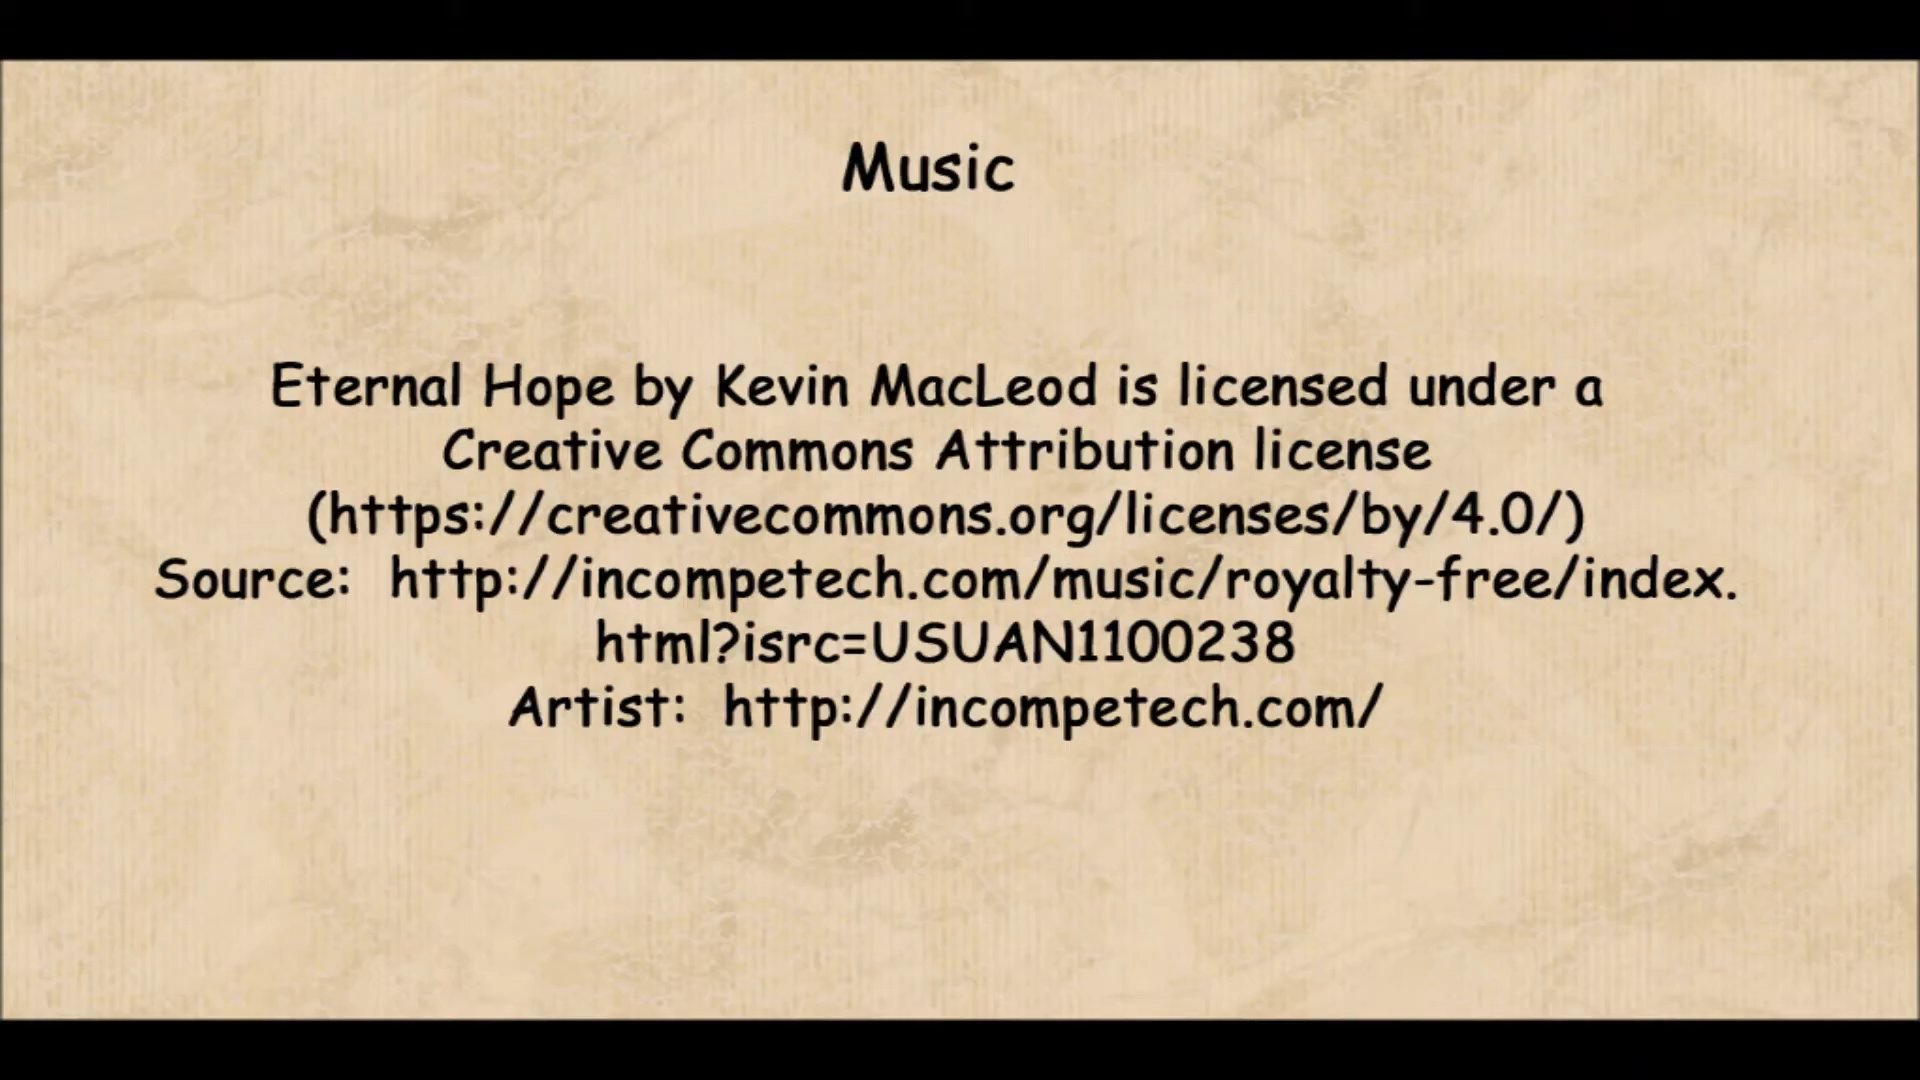 Music
Eternal Hope by Kevin MacLeod is licensed under a
Creative Commons Attribution license
(https://creativecommons.org/licenses/by/4.0/)
Source:  http://incompetech.com/music/royalty-free/index.
html?isrc=USUAN1100238
Artist:  http://incompetech.com/